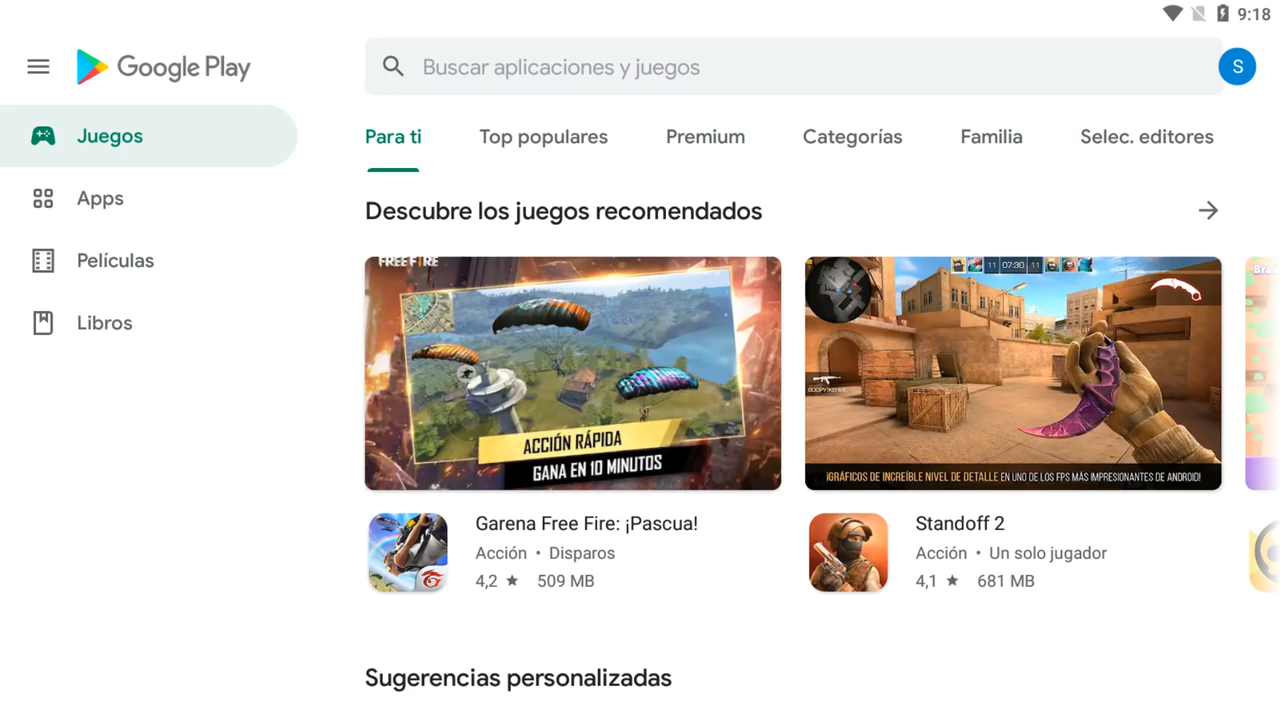 9:18
Google Play
Buscar aplicaciones y juegos
S
Juegos
Apps
Películas
Libros
Para ti
Top populares
Premium
Categorías
Familia
Selec. editores
Descubre los juegos recomendados
FREE FIRE
ACCIÓN RÁPIDA
GANA EN 10 MINUTOS
11 07:30 11
¡GRÁFICOS DE INCREÍBLE NIVEL DE DETALLE EN UNO DE LOS FPS MÁS IMPRESIONANTES DE ANDROID!
Bra
Garena Free Fire: ¡Pascua!
Acción • Disparos
4,2 ★ 509 MB
Standoff 2
Acción • Un solo jugador
4,1 ★ 681 MB
Sugerencias personalizadas